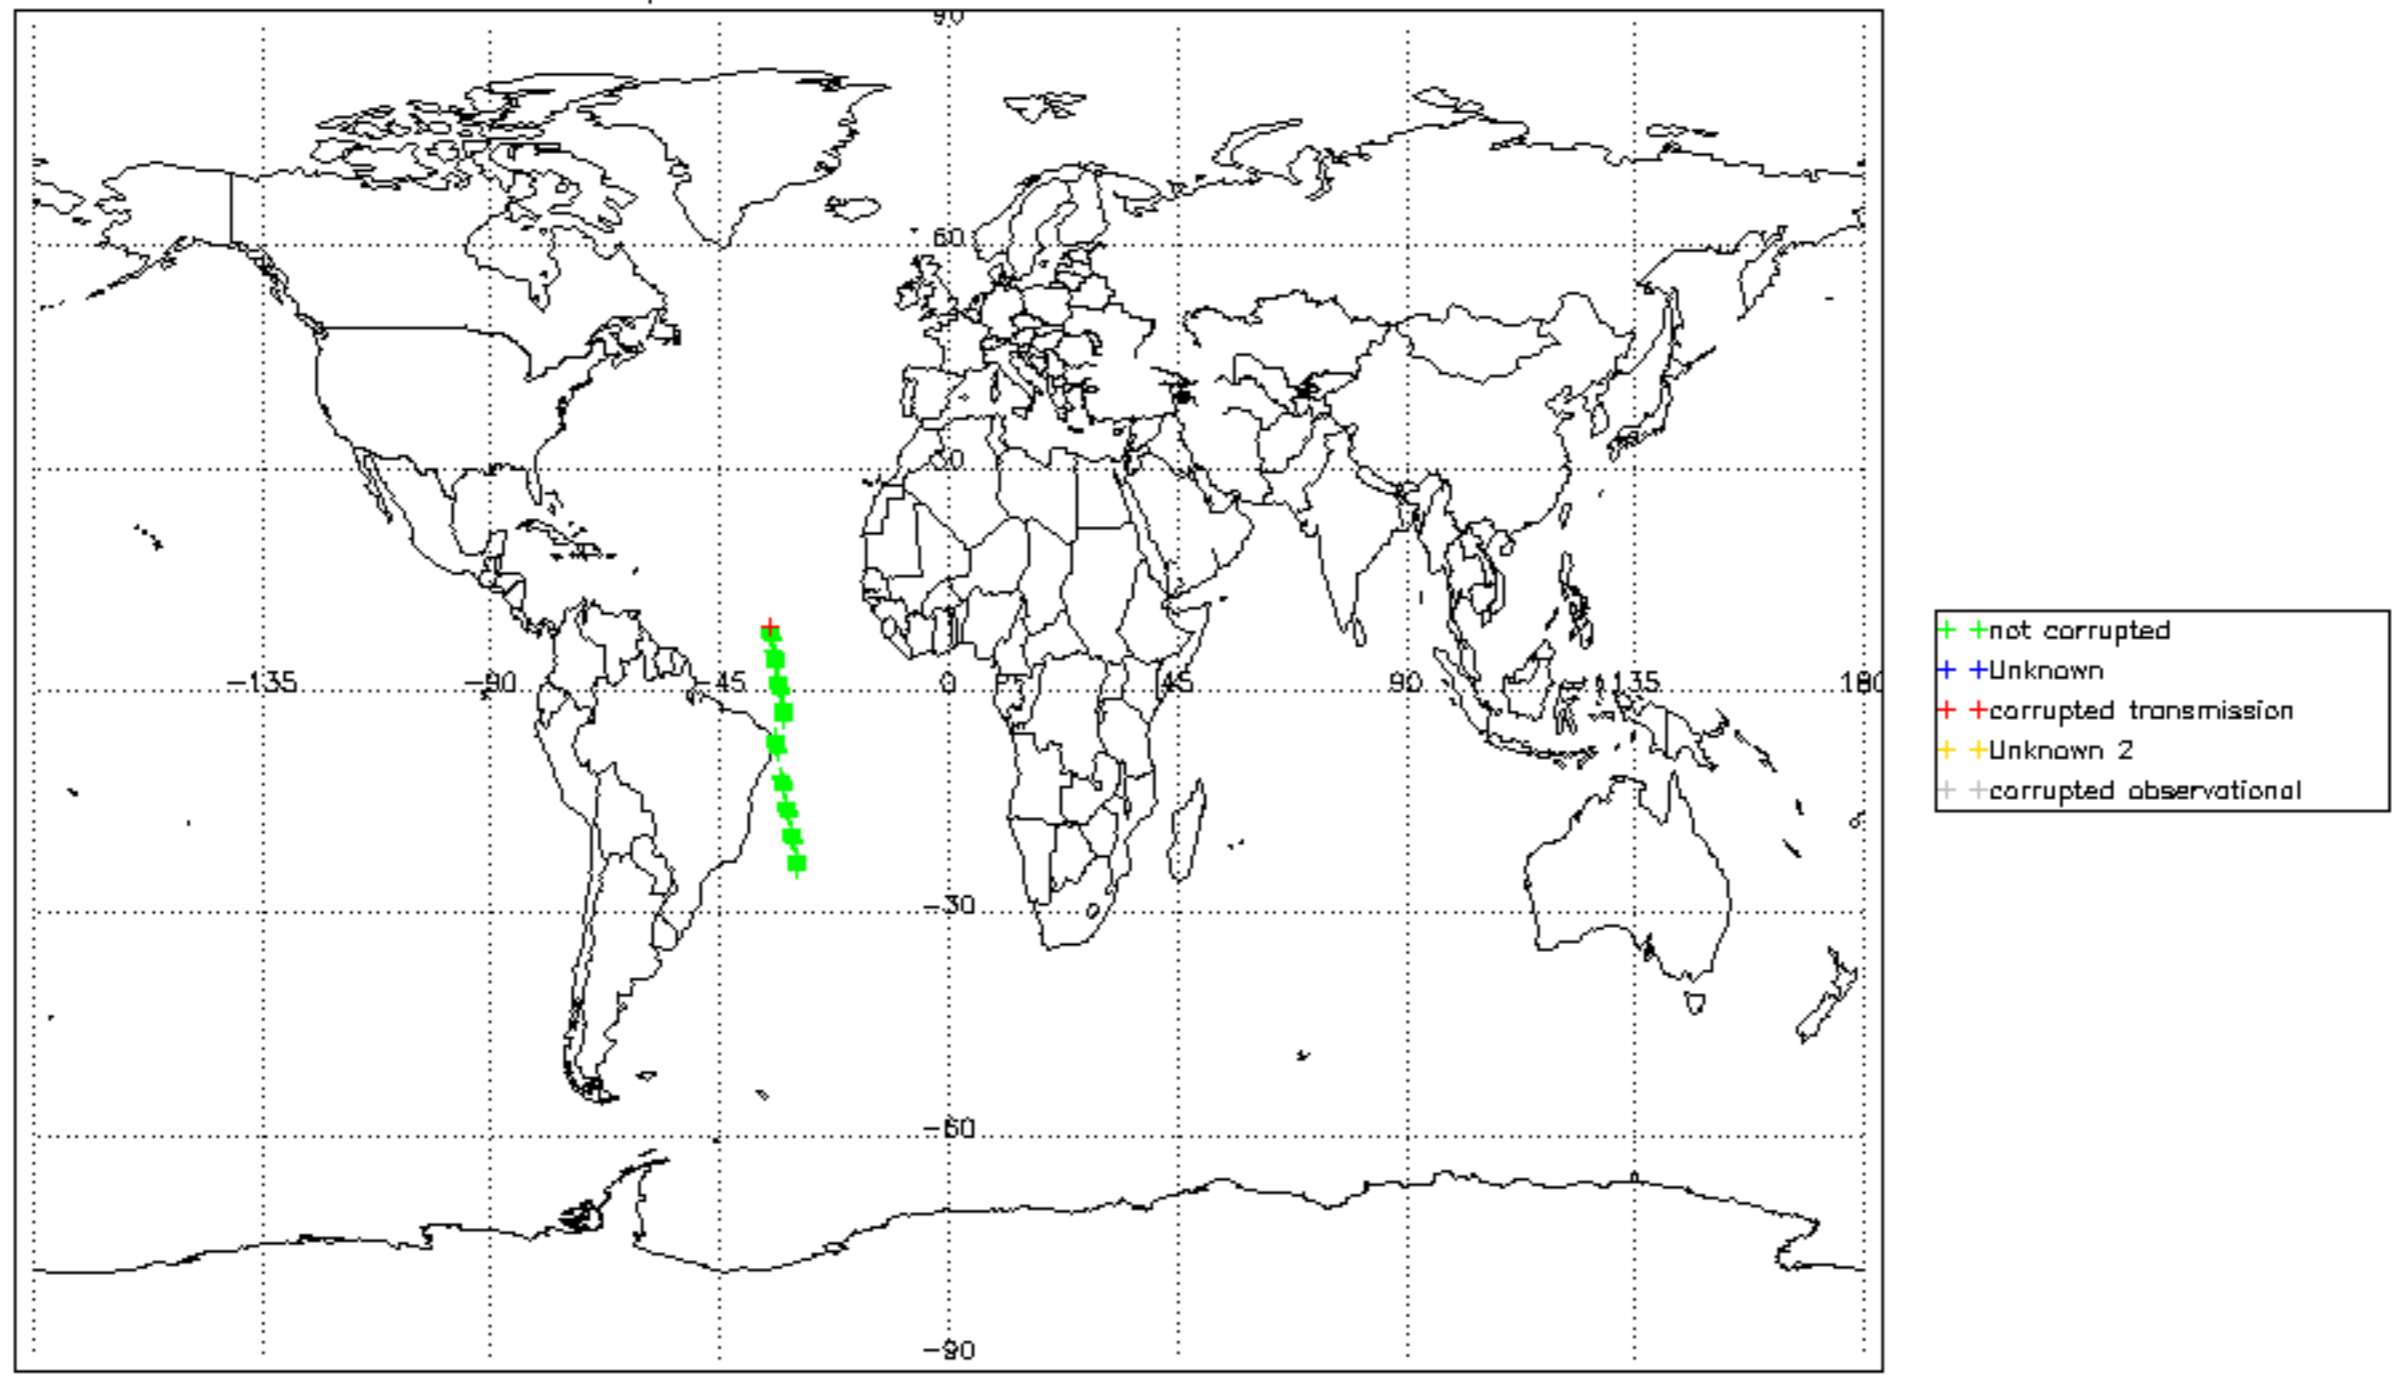 90
60
30
-135 -90 -45 0 45 90 135 180
-30
-60
-90
not corrupted
Unknown
corrupted transmission
Unknown 2
corrupted observational